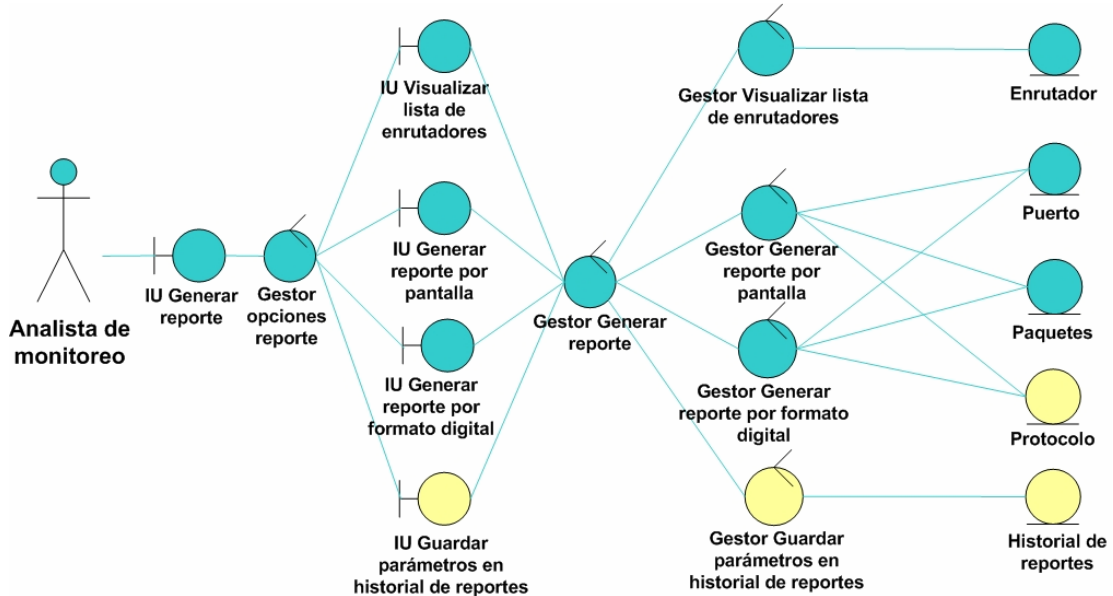 Analista de
monitoreo
IU Generar
reporte
Gestor
opciones
reporte
IU Visualizar
lista de
enrutadores
IU Generar
reporte por
pantalla
IU Generar
reporte por
formato digital
IU Guardar
parámetros en
historial de reportes
Gestor Generar
reporte
Gestor Visualizar lista
de enrutadores
Gestor Generar
reporte por
pantalla
Gestor Generar
reporte por formato
digital
Gestor Guardar
parámetros en
historial de reportes
Enrutador
Puerto
Paquetes
Protocolo
Historial de
reportes